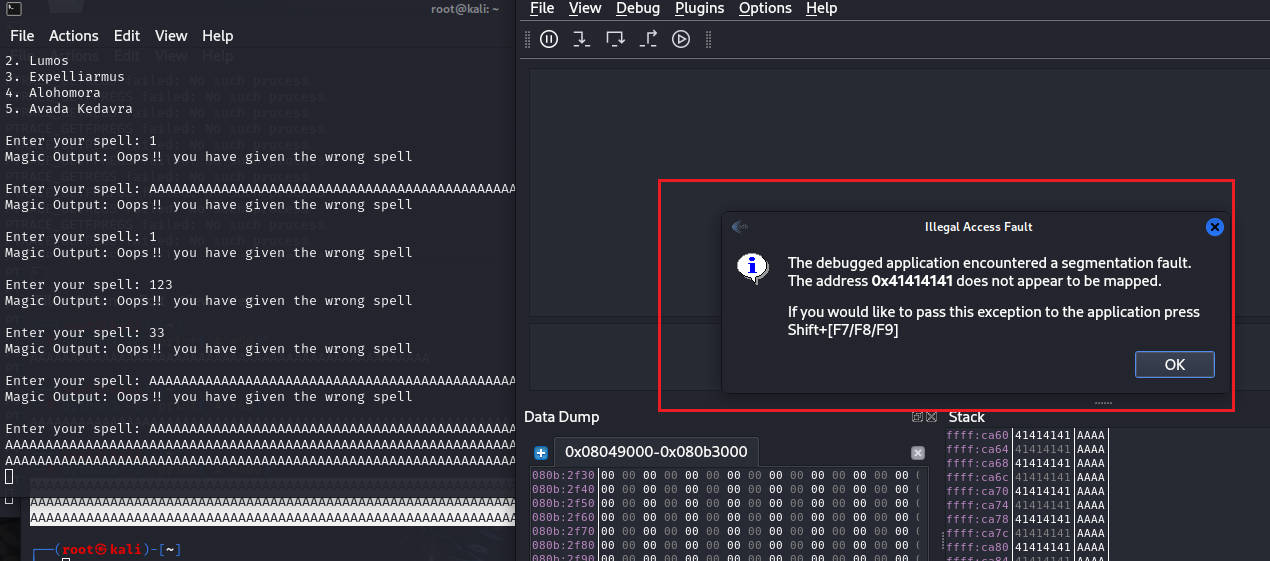 root@kali: ~
File Actions Edit View Help
2. Lumos
3. Expelliarmus
4. Alohomora
5. Avada Kedavra
Enter your spell: 1
Magic Output: Oops!! you have given the wrong spell
Enter your spell: AAAAAAAAAAAAAAAAAAAAAAAAAAAAAAAAAAAAAAAAAAAAAA
Magic Output: Oops!! you have given the wrong spell
Enter your spell: 1
Magic Output: Oops!! you have given the wrong spell
Enter your spell: 123
Magic Output: Oops!! you have given the wrong spell
Enter your spell: 33
Magic Output: Oops!! you have given the wrong spell
Enter your spell: AAAAAAAAAAAAAAAAAAAAAAAAAAAAAAAAAAAAAAAAAAAAAA
Magic Output: Oops!! you have given the wrong spell
Enter your spell: AAAAAAAAAAAAAAAAAAAAAAAAAAAAAAAAAAAAAAAAAAAAAA
AAAAAAAAAAAAAAAAAAAAAAAAAAAAAAAAAAAAAAAAAAAAAAAAAAAAAAAAAAAAAAAA
AAAAAAAAAAAAAAAAAAAAAAAAAAAAAAAAAAAAAAAAAAAAAAAAAAAAAAAAAAAAAAAA
AAAAAAAAAAAAAAAAAAAAAAAAAAAAAAAAAAAAAAAAAAAAAAAAAAAAAAAAAAAAA
AAAAAAAAAAAAAAAAAAAAAAAAAAAAAAAAAAAAAAAAAAAAAAAAAAAAAAAAAAAAA
(root㉿kali)-[~]
File View Debug Plugins Options Help
Illegal Access Fault
The debugged application encountered a segmentation fault.
The address 0x41414141 does not appear to be mapped.
If you would like to pass this exception to the application press
Shift+[F7/F8/F9]
OK
Data Dump
0x08049000-0x080b3000
080b:2f30 00 00 00 00 00 00 00 00 00 00 00 00 00 00 00 00
080b:2f40 00 00 00 00 00 00 00 00 00 00 00 00 00 00 00 00
080b:2f50 00 00 00 00 00 00 00 00 00 00 00 00 00 00 00 00
080b:2f60 00 00 00 00 00 00 00 00 00 00 00 00 00 00 00 00
080b:2f70 00 00 00 00 00 00 00 00 00 00 00 00 00 00 00 00
080b:2f80 00 00 00 00 00 00 00 00 00 00 00 00 00 00 00 00
080b:2f90 00 00 00 00 00 00 00 00 00 00 00 00 00 00 00 00
Stack
ffff:ca60 41414141 AAAA
ffff:ca64 41414141 AAAA
ffff:ca68 41414141 AAAA
ffff:ca6c 41414141 AAAA
ffff:ca70 41414141 AAAA
ffff:ca74 41414141 AAAA
ffff:ca78 41414141 AAAA
ffff:ca7c 41414141 AAAA
ffff:ca80 41414141 AAAA
ffff:ca84 41414141 AAAA